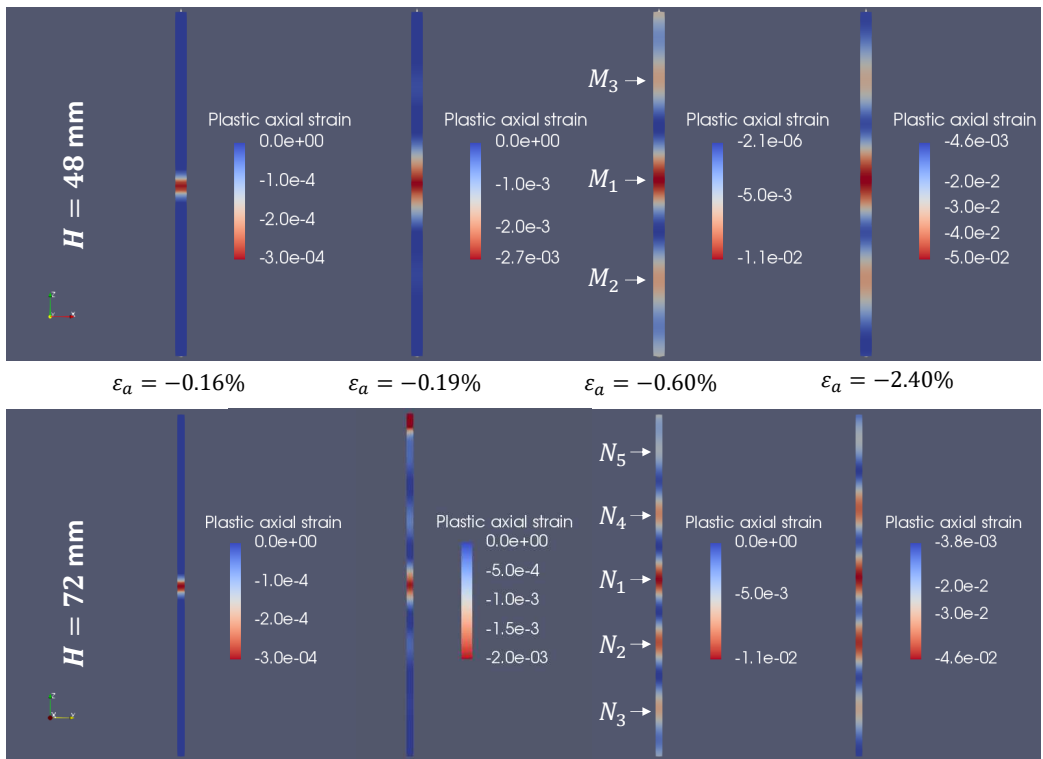 H = 48 mm
Plastic axial strain
0.0e+00
-1.0e-4
-2.0e-4
-3.0e-04
Plastic axial strain
0.0e+00
-1.0e-3
-2.0e-3
-2.7e-03
M₃
M₁
M₂
Plastic axial strain
-2.1e-06
-5.0e-3
-1.1e-02
Plastic axial strain
-4.6e-03
-2.0e-2
-3.0e-2
-4.0e-2
-5.0e-02
εₐ = −0.16%
εₐ = −0.19%
εₐ = −0.60%
εₐ = −2.40%
H = 72 mm
Plastic axial strain
0.0e+00
-1.0e-4
-2.0e-4
-3.0e-04
Plastic axial strain
0.0e+00
-5.0e-4
-1.0e-3
-1.5e-3
-2.0e-03
N₅
N₄
N₁
N₂
N₃
Plastic axial strain
0.0e+00
-5.0e-3
-1.1e-02
Plastic axial strain
-3.8e-03
-2.0e-2
-3.0e-2
-4.6e-02